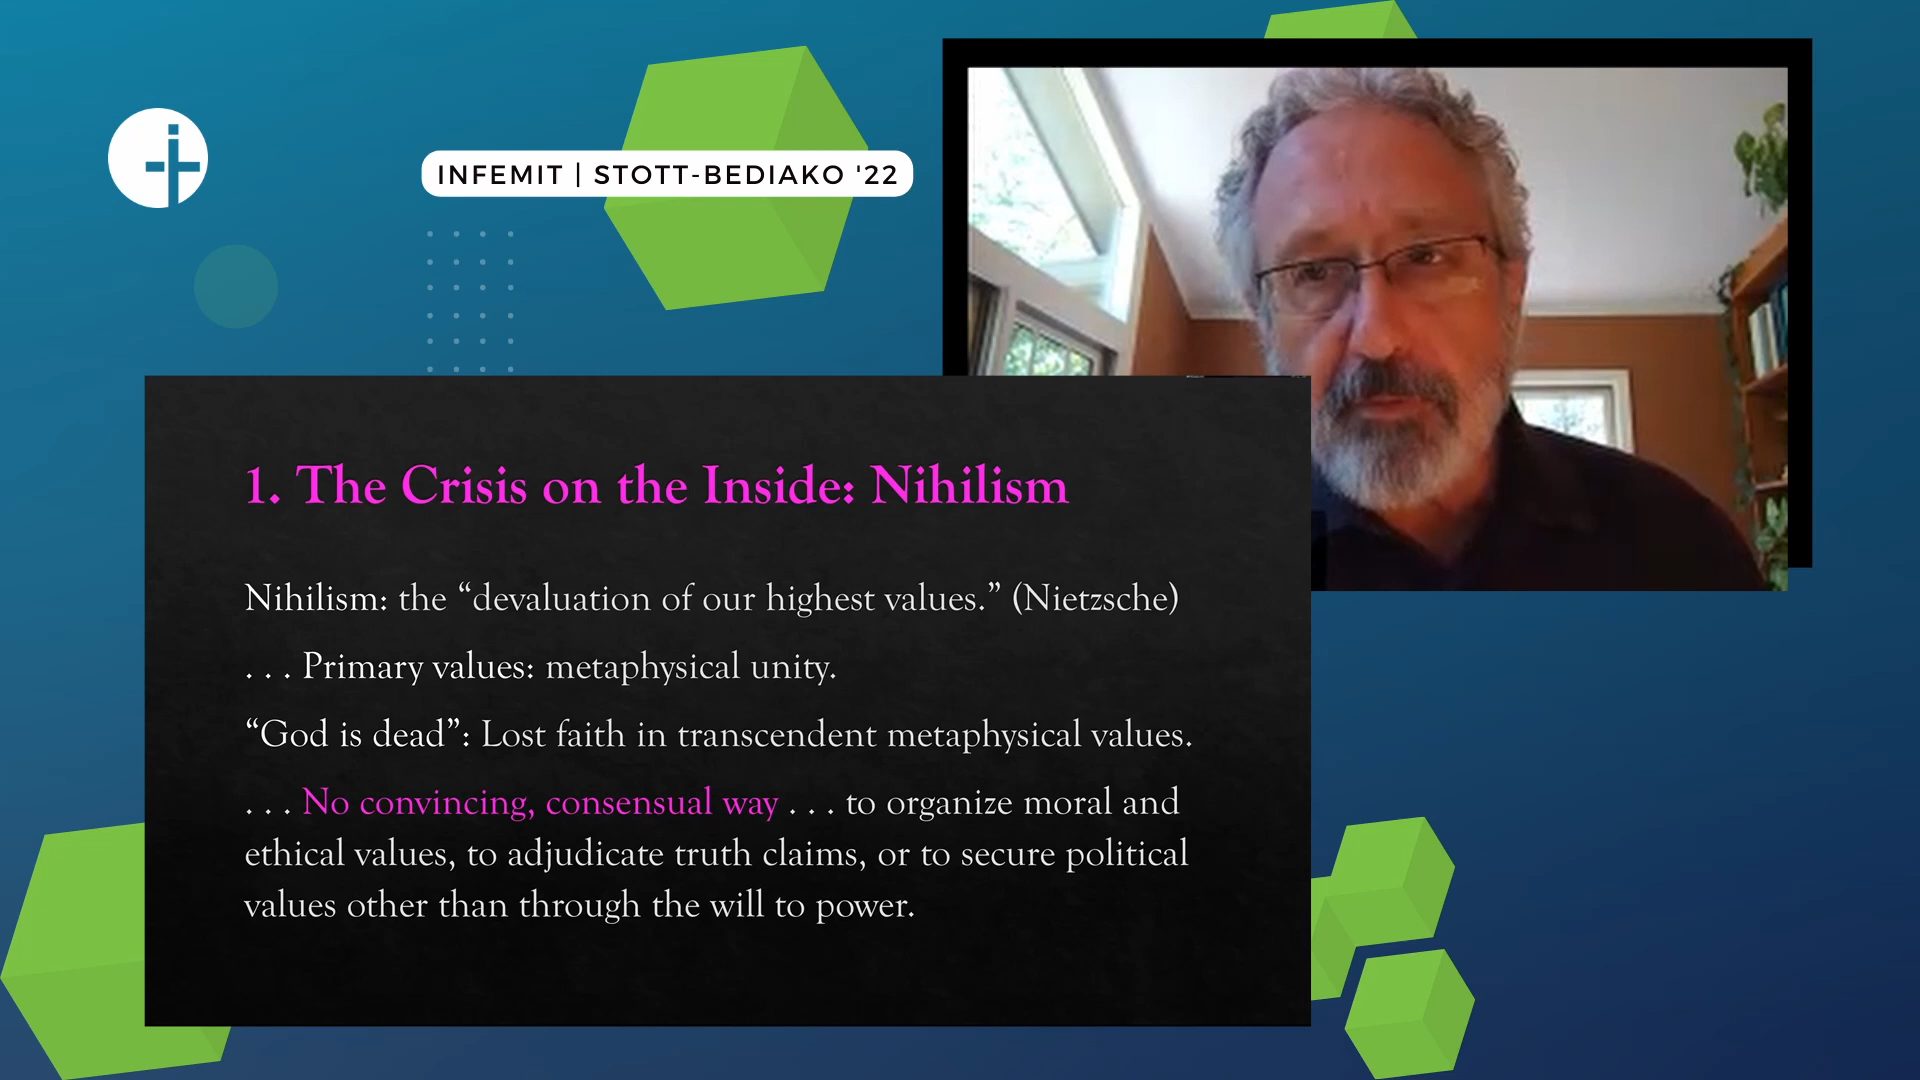 INFEMIT | STOTT-BEDIAKO '22
1. The Crisis on the Inside: Nihilism
Nihilism: the “devaluation of our highest values.” (Nietzsche)
. . . Primary values: metaphysical unity.
“God is dead”: Lost faith in transcendent metaphysical values.
. . . No convincing, consensual way . . . to organize moral and
ethical values, to adjudicate truth claims, or to secure political
values other than through the will to power.